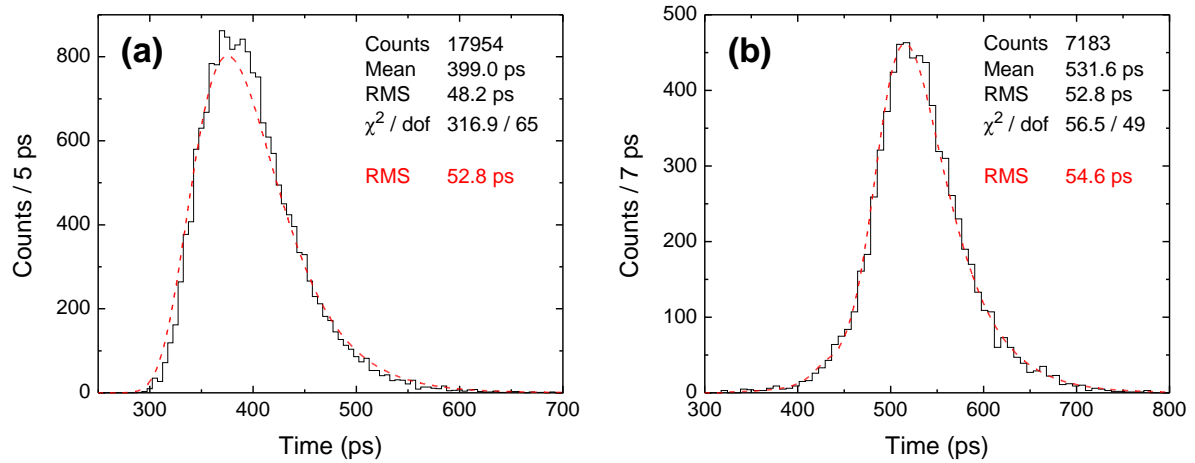 (a)
Counts 17954
Mean 399.0 ps
RMS 48.2 ps
χ² / dof 316.9 / 65
RMS 52.8 ps
800
600
400
200
0
Counts / 5 ps
300 400 500 600 700
Time (ps)
(b)
Counts 7183
Mean 531.6 ps
RMS 52.8 ps
χ² / dof 56.5 / 49
RMS 54.6 ps
500
400
300
200
100
0
Counts / 7 ps
300 400 500 600 700 800
Time (ps)